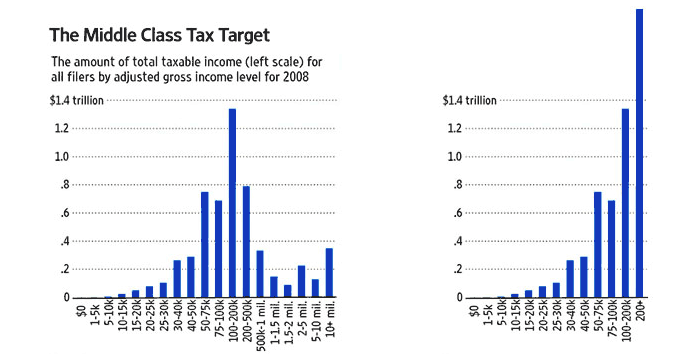 The Middle Class Tax Target
The amount of total taxable income (left scale) for
all filers by adjusted gross income level for 2008
$1.4 trillion
1.2
1.0
.8
.6
.4
.2
0
$0
1-5k
5-10k
10-15k
15-20k
20-25k
25-30k
30-40k
40-50k
50-75k
75-100k
100-200k
200-500k
500k-1 mil.
1-1.5 mil.
1.5-2 mil.
2-5 mil.
5-10 mil.
10+ mil.
$1.4 trillion
1.2
1.0
.8
.6
.4
.2
0
$0
1-5k
5-10k
10-15k
15-20k
20-25k
25-30k
30-40k
40-50k
50-75k
75-100k
100-200k
200+